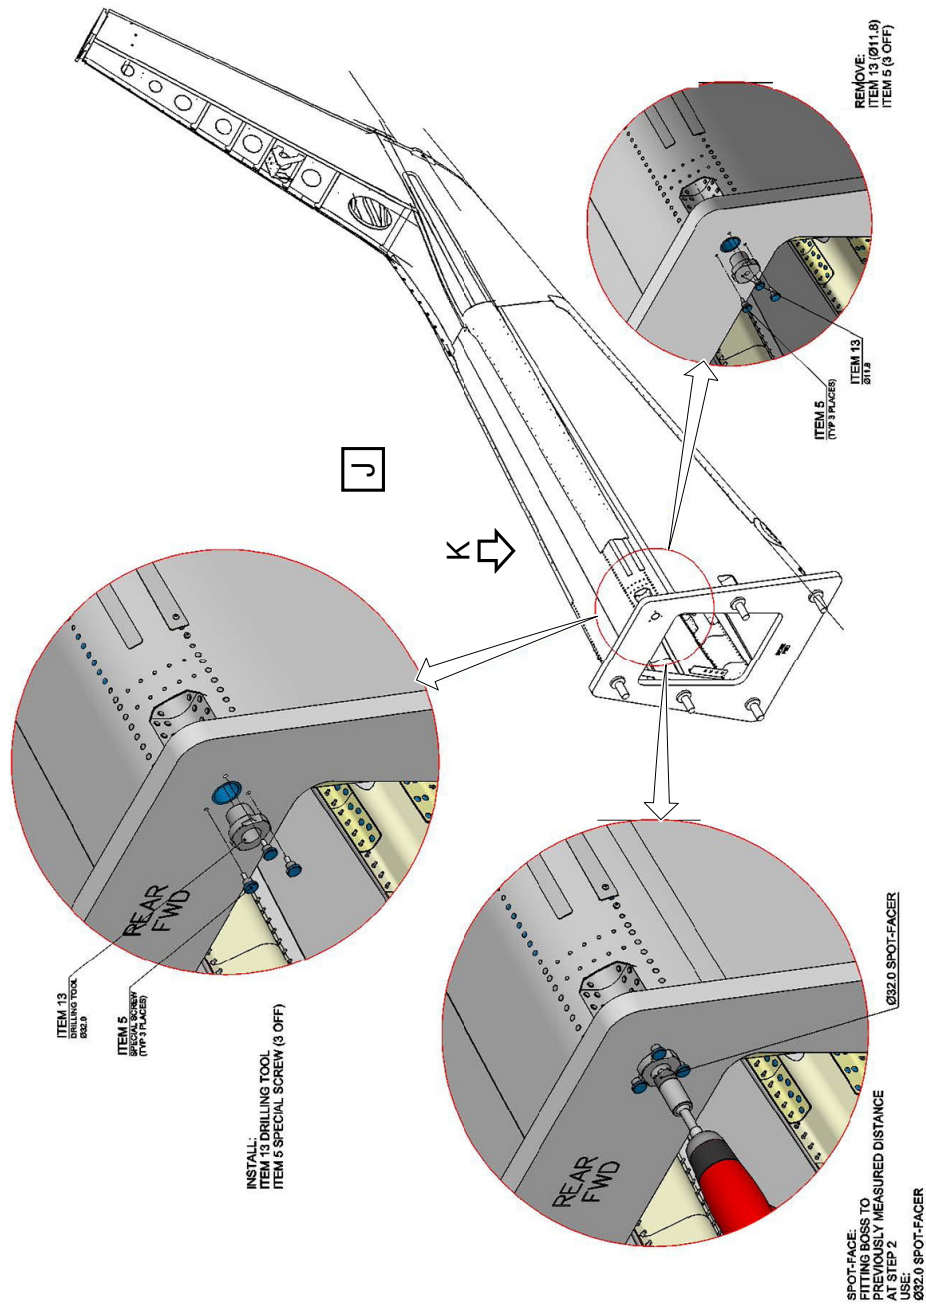 REMOVE:
ITEM 13 (Ø11.8)
ITEM 5 (3 OFF)
ITEM 5
(TYP 3 PLACES)
ITEM 13
Ø11.8
J
K
REAR
FWD
ITEM 13
DRILLING TOOL
Ø32.0
ITEM 5
SPECIAL SCREW
(TYP 3 PLACES)
INSTALL:
ITEM 13 DRILLING TOOL
ITEM 5 SPECIAL SCREW (3 OFF)
REAR
FWD
Ø32.0 SPOT-FACER
SPOT-FACE:
FITTING BOSS TO
PREVIOUSLY MEASURED DISTANCE
AT STEP 2
USE:
Ø32.0 SPOT-FACER